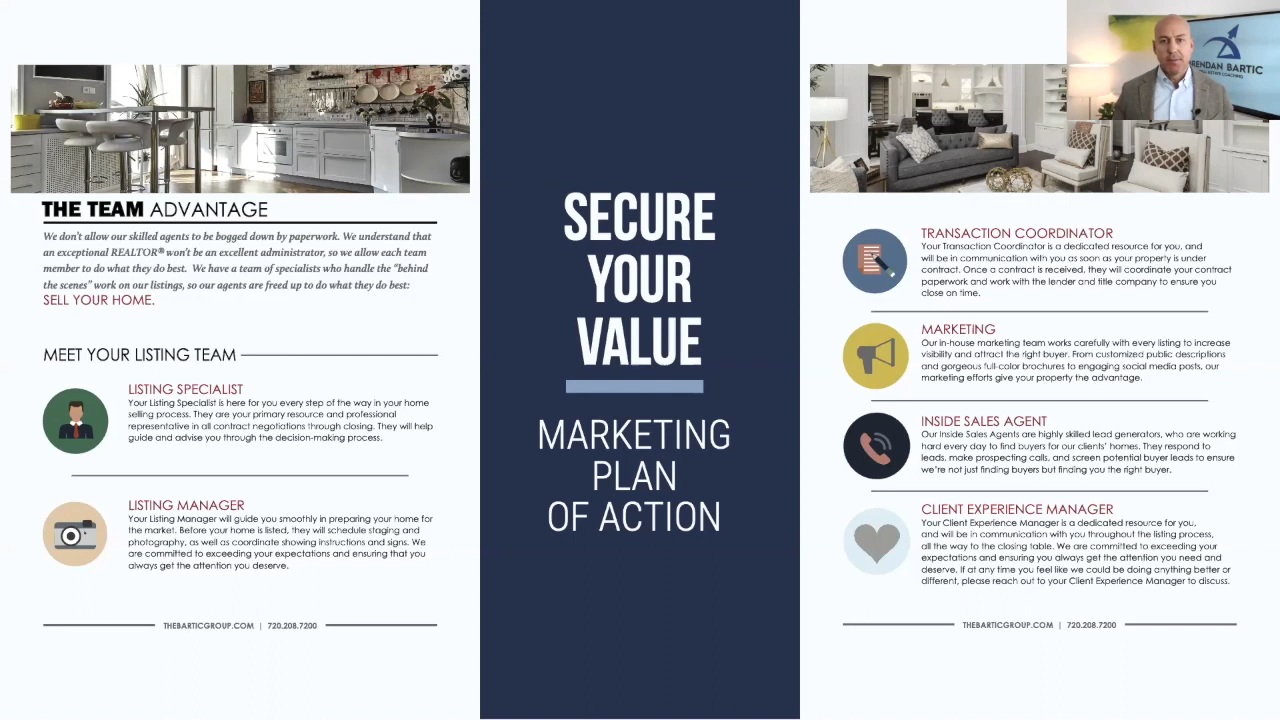 THE TEAM ADVANTAGE
We don't allow our skilled agents to be bogged down by paperwork. We understand that
an exceptional REALTOR® won't be an excellent administrator, so we allow each team
member to do what they do best. We have a team of specialists who handle the "behind
the scenes" work on our listings, so our agents are freed up to do what they do best:
SELL YOUR HOME.
MEET YOUR LISTING TEAM
LISTING SPECIALIST
Your Listing Specialist is here for you every step of the way in your home
selling process. They are your primary resource and professional
representative in all contract negotiations through closing. They will help
guide and advise you through the decision-making process.
LISTING MANAGER
Your Listing Manager will guide you smoothly in preparing your home for
the market. Before your home is listed, they will schedule staging and
photography, as well as coordinate showing instructions and signs. We
are committed to exceeding your expectations and ensuring that you
always get the attention you deserve.
THEBARTICGROUP.COM | 720.208.7200
SECURE
YOUR
VALUE
MARKETING
PLAN
OF ACTION
RENDAN BARTIC
TRANSACTION COORDINATOR
Your Transaction Coordinator is a dedicated resource for you, and
will be in communication with you as soon as your property is under
contract. Once a contract is received, they will coordinate your contract
paperwork and work with the lender and title company to ensure you
close on time.
MARKETING
Our in-house marketing team works carefully with every listing to increase
visibility and attract the right buyer. From customized public descriptions
and gorgeous full-color brochures to engaging social media posts, our
marketing efforts give your property the advantage.
INSIDE SALES AGENT
Our Inside Sales Agents are highly skilled lead generators, who are working
hard every day to find buyers for our clients' homes. They respond to
leads, make prospecting calls, and screen potential buyer leads to ensure
we're not just finding buyers but finding you the right buyer.
CLIENT EXPERIENCE MANAGER
Your Client Experience Manager is a dedicated resource for you,
and will be in communication with you throughout the listing process,
all the way to the closing table. We are committed to exceeding your
expectations and ensuring you always get the attention you need and
deserve. If at any time you feel like we could be doing anything better or
different, please reach out to your Client Experience Manager to discuss.
THEBARTICGROUP.COM | 720.208.7200